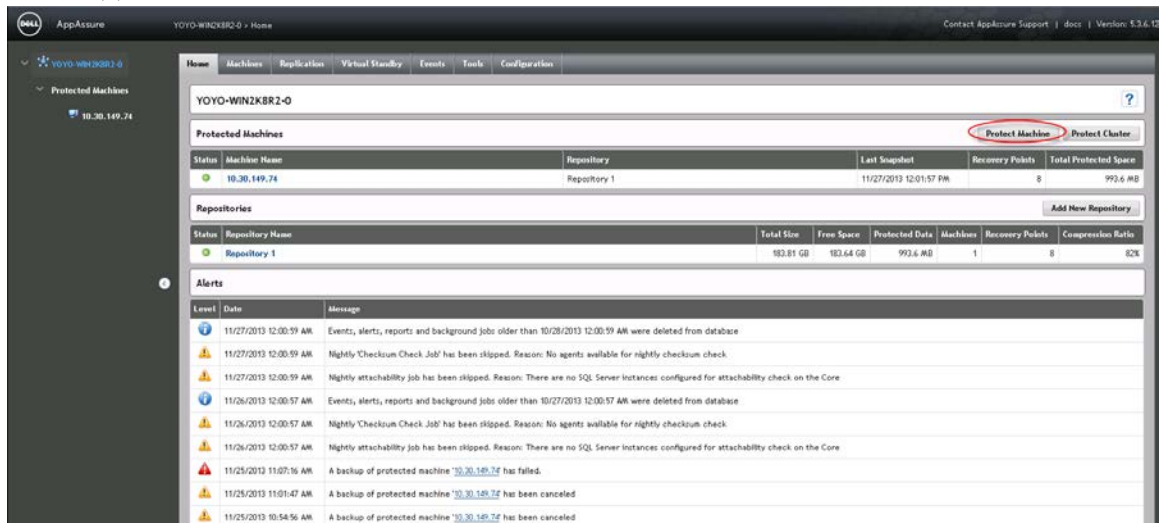 DELL AppAssure YOYO-WIN2K8R2-0 > Home Contact AppAssure Support | docs | Version: 5.3.6.12
YOYO-WIN2K8R2-0
Protected Machines
10.30.149.74
Home Machines Replication Virtual Standby Events Tools Configuration
YOYO-WIN2K8R2-0 ?
Protected Machines Protect Machine Protect Cluster
Status Machine Name Repository Last Snapshot Recovery Points Total Protected Space
10.30.149.74 Repository 1 11/27/2013 12:01:57 PM 8 993.6 MB
Repositories Add New Repository
Status Repository Name Total Size Free Space Protected Data Machines Recovery Points Compression Ratio
Repository 1 183.81 GB 183.64 GB 993.6 MB 1 8 82%
Alerts
Level Date Message
11/27/2013 12:00:59 AM Events, alerts, reports and background jobs older than 10/28/2013 12:00:59 AM were deleted from database
11/27/2013 12:00:59 AM Nightly 'Checksum Check Job' has been skipped. Reason: No agents available for nightly checksum check
11/27/2013 12:00:59 AM Nightly attachability job has been skipped. Reason: There are no SQL Server instances configured for attachability check on the Core
11/26/2013 12:00:57 AM Events, alerts, reports and background jobs older than 10/27/2013 12:00:57 AM were deleted from database
11/26/2013 12:00:57 AM Nightly 'Checksum Check Job' has been skipped. Reason: No agents available for nightly checksum check
11/26/2013 12:00:57 AM Nightly attachability job has been skipped. Reason: There are no SQL Server instances configured for attachability check on the Core
11/25/2013 11:07:16 AM A backup of protected machine '10.30.149.74' has failed.
11/25/2013 11:01:47 AM A backup of protected machine '10.30.149.74' has been canceled
11/25/2013 10:54:56 AM A backup of protected machine '10.30.149.74' has been canceled